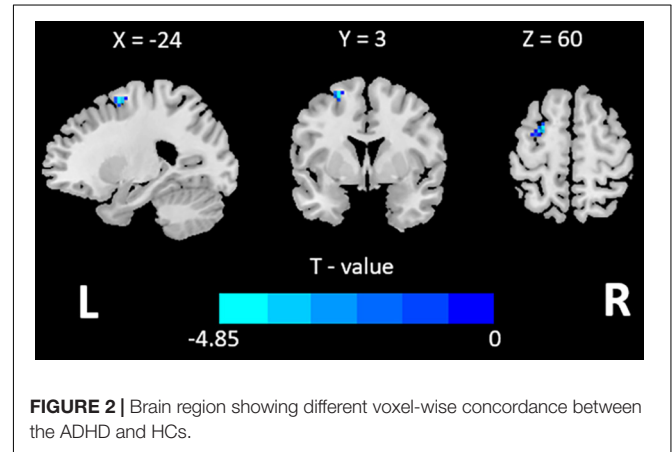 X = -24 Y = 3 Z = 60
T - value
L R
-4.85 0
FIGURE 2 | Brain region showing different voxel-wise concordance between
the ADHD and HCs.